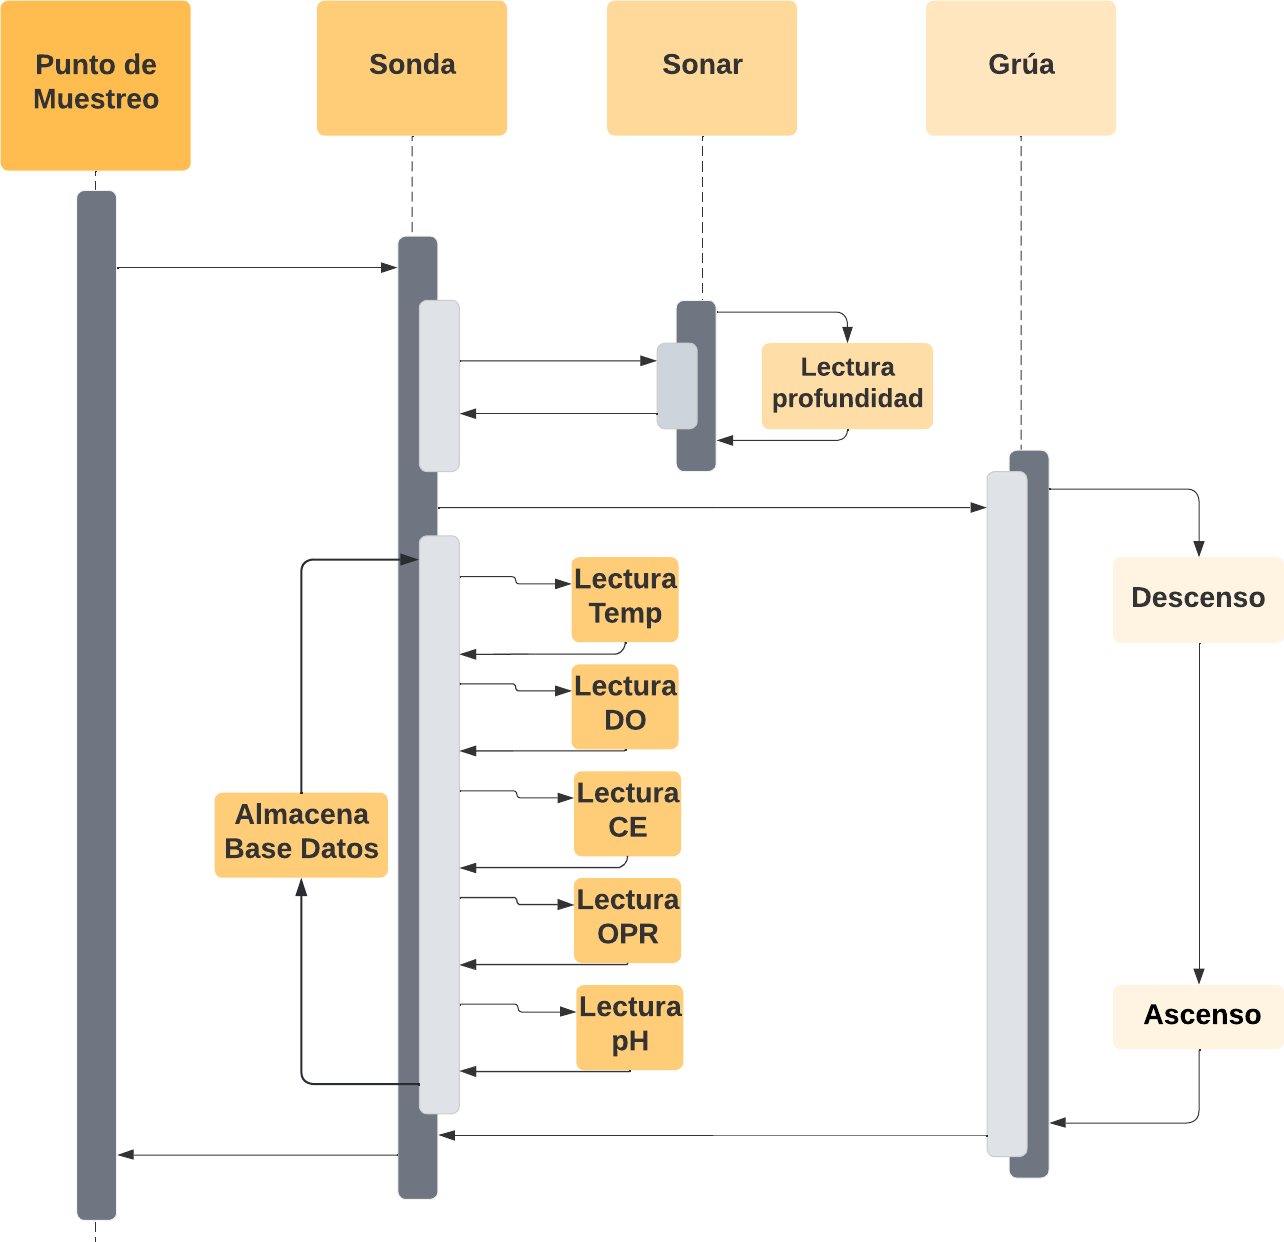 Punto de
Muestreo
Sonda
Sonar
Grúa
Lectura
profundidad
Lectura
Temp
Descenso
Lectura
DO
Almacena
Base Datos
Lectura
CE
Lectura
OPR
Lectura
pH
Ascenso